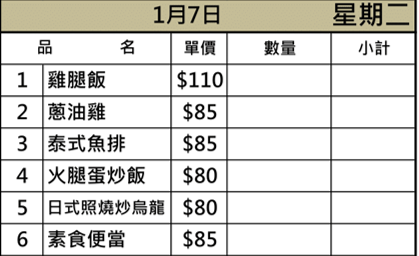 1月7日 星期二
品 名 單價 數量 小計
1 雞腿飯 $110
2 蔥油雞 $85
3 泰式魚排 $85
4 火腿蛋炒飯 $80
5 日式照燒炒烏龍 $80
6 素食便當 $85